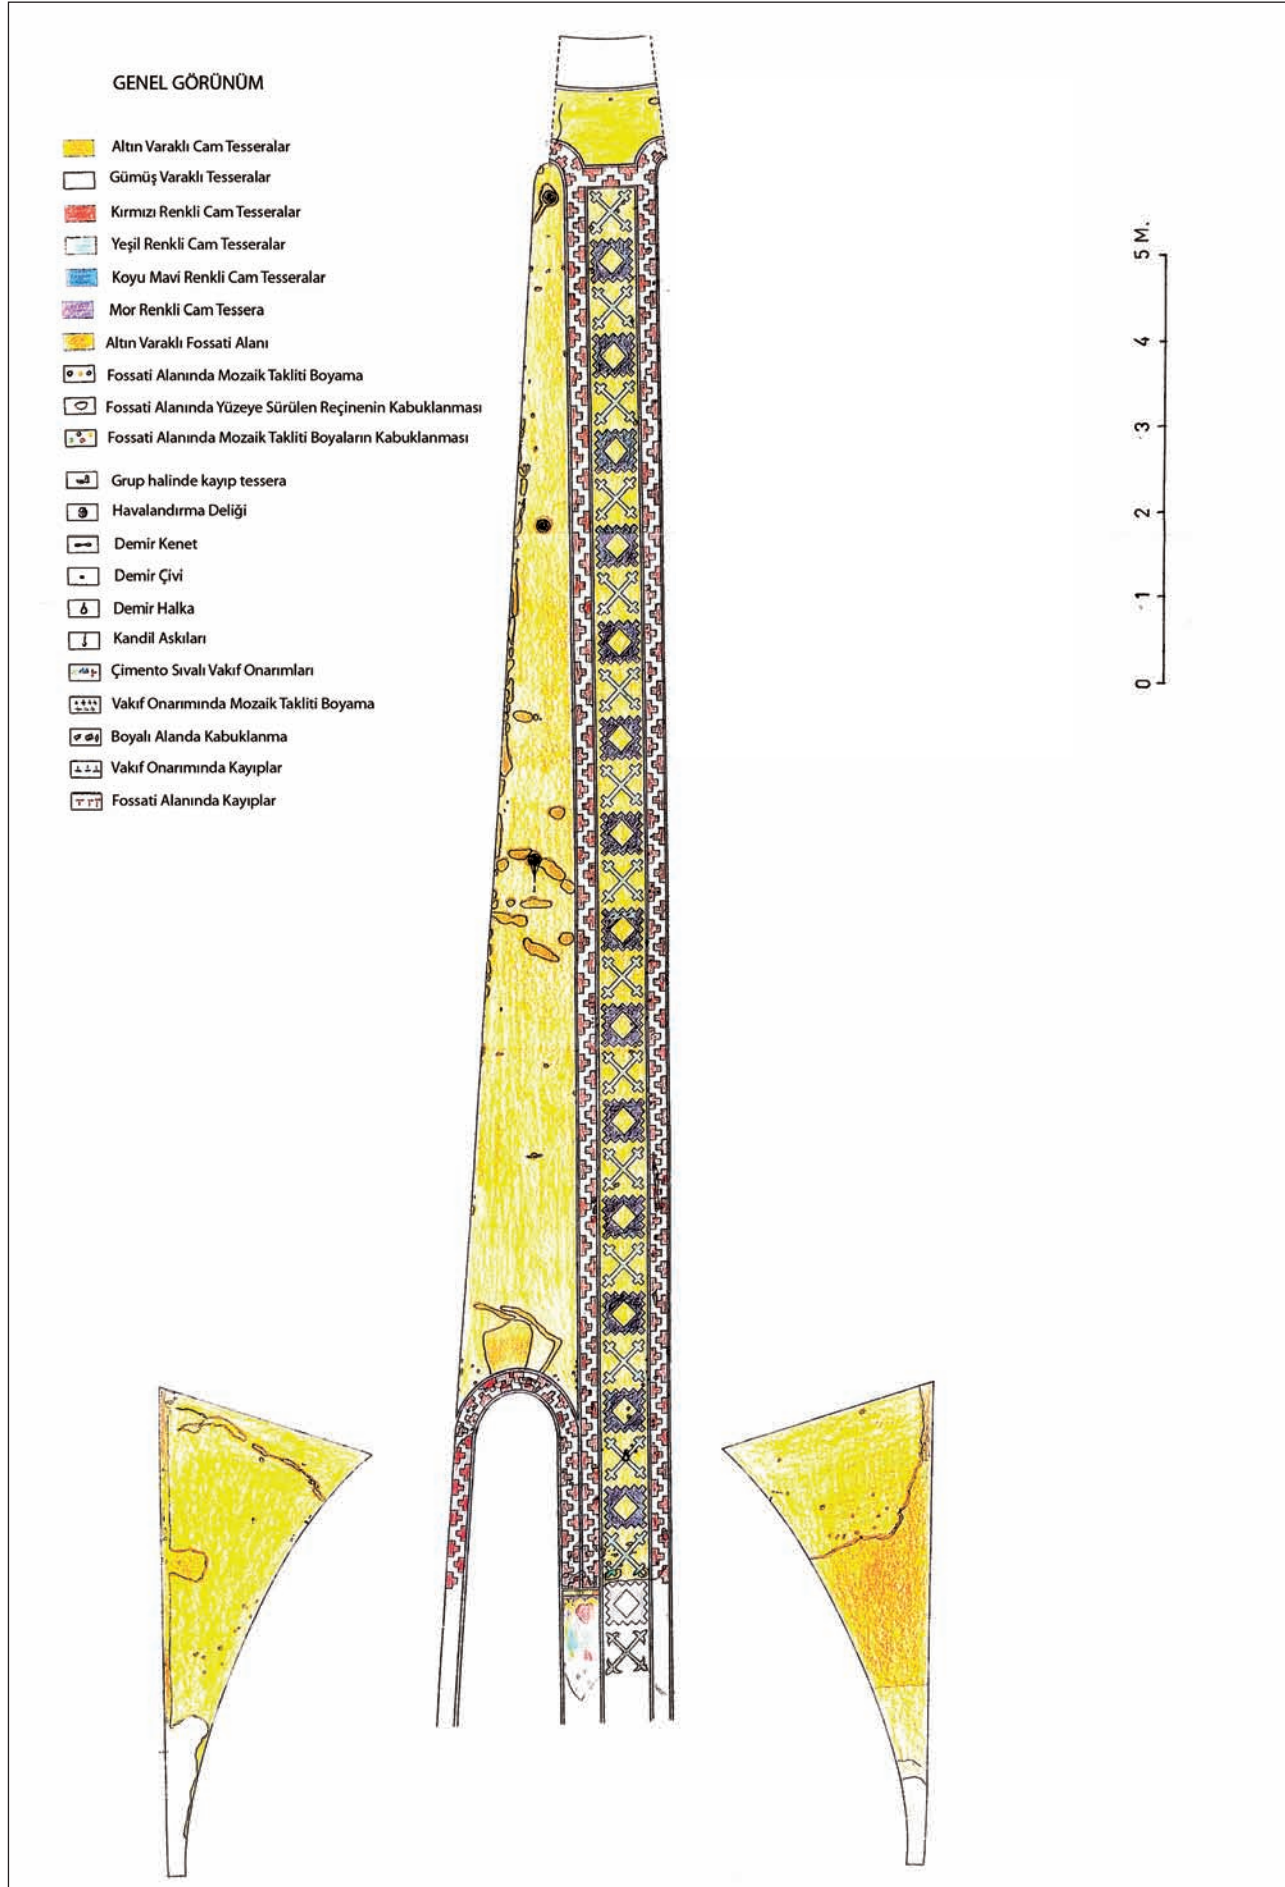 GENEL GÖRÜNÜM
Altın Varaklı Cam Tesseralar
Gümüş Varaklı Tesseralar
Kırmızı Renkli Cam Tesseralar
Yeşil Renkli Cam Tesseralar
Koyu Mavi Renkli Cam Tesseralar
Mor Renkli Cam Tessera
Altın Varaklı Fossati Alanı
Fossati Alanında Mozaik Takliti Boyama
Fossati Alanında Yüzeye Sürülen Reçinenin Kabuklanması
Fossati Alanında Mozaik Takliti Boyaların Kabuklanması
Grup halinde kayıp tessera
Havalandırma Deliği
Demir Kenet
Demir Çivi
Demir Halka
Kandil Askıları
Çimento Sıvalı Vakıf Onarımları
Vakıf Onarımında Mozaik Takliti Boyama
Boyalı Alanda Kabuklanma
Vakıf Onarımında Kayıplar
Fossati Alanında Kayıplar
5 M.
4
3
2
1
0